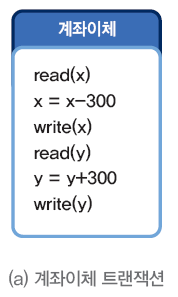 계좌이체
read(x)
x = x-300
write(x)
read(y)
y = y+300
write(y)
(a) 계좌이체 트랜잭션